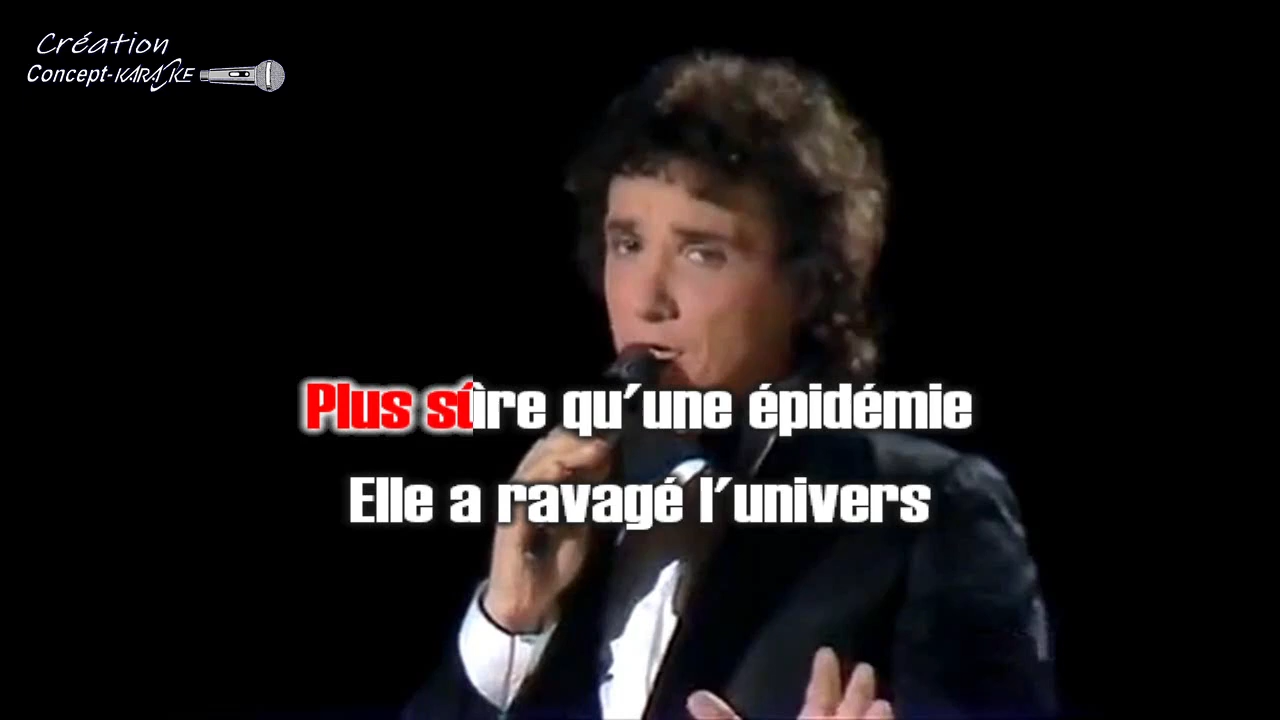 Création
Concept-KARAOKE
Plus sûre qu'une épidémie
Elle a ravagé l'univers